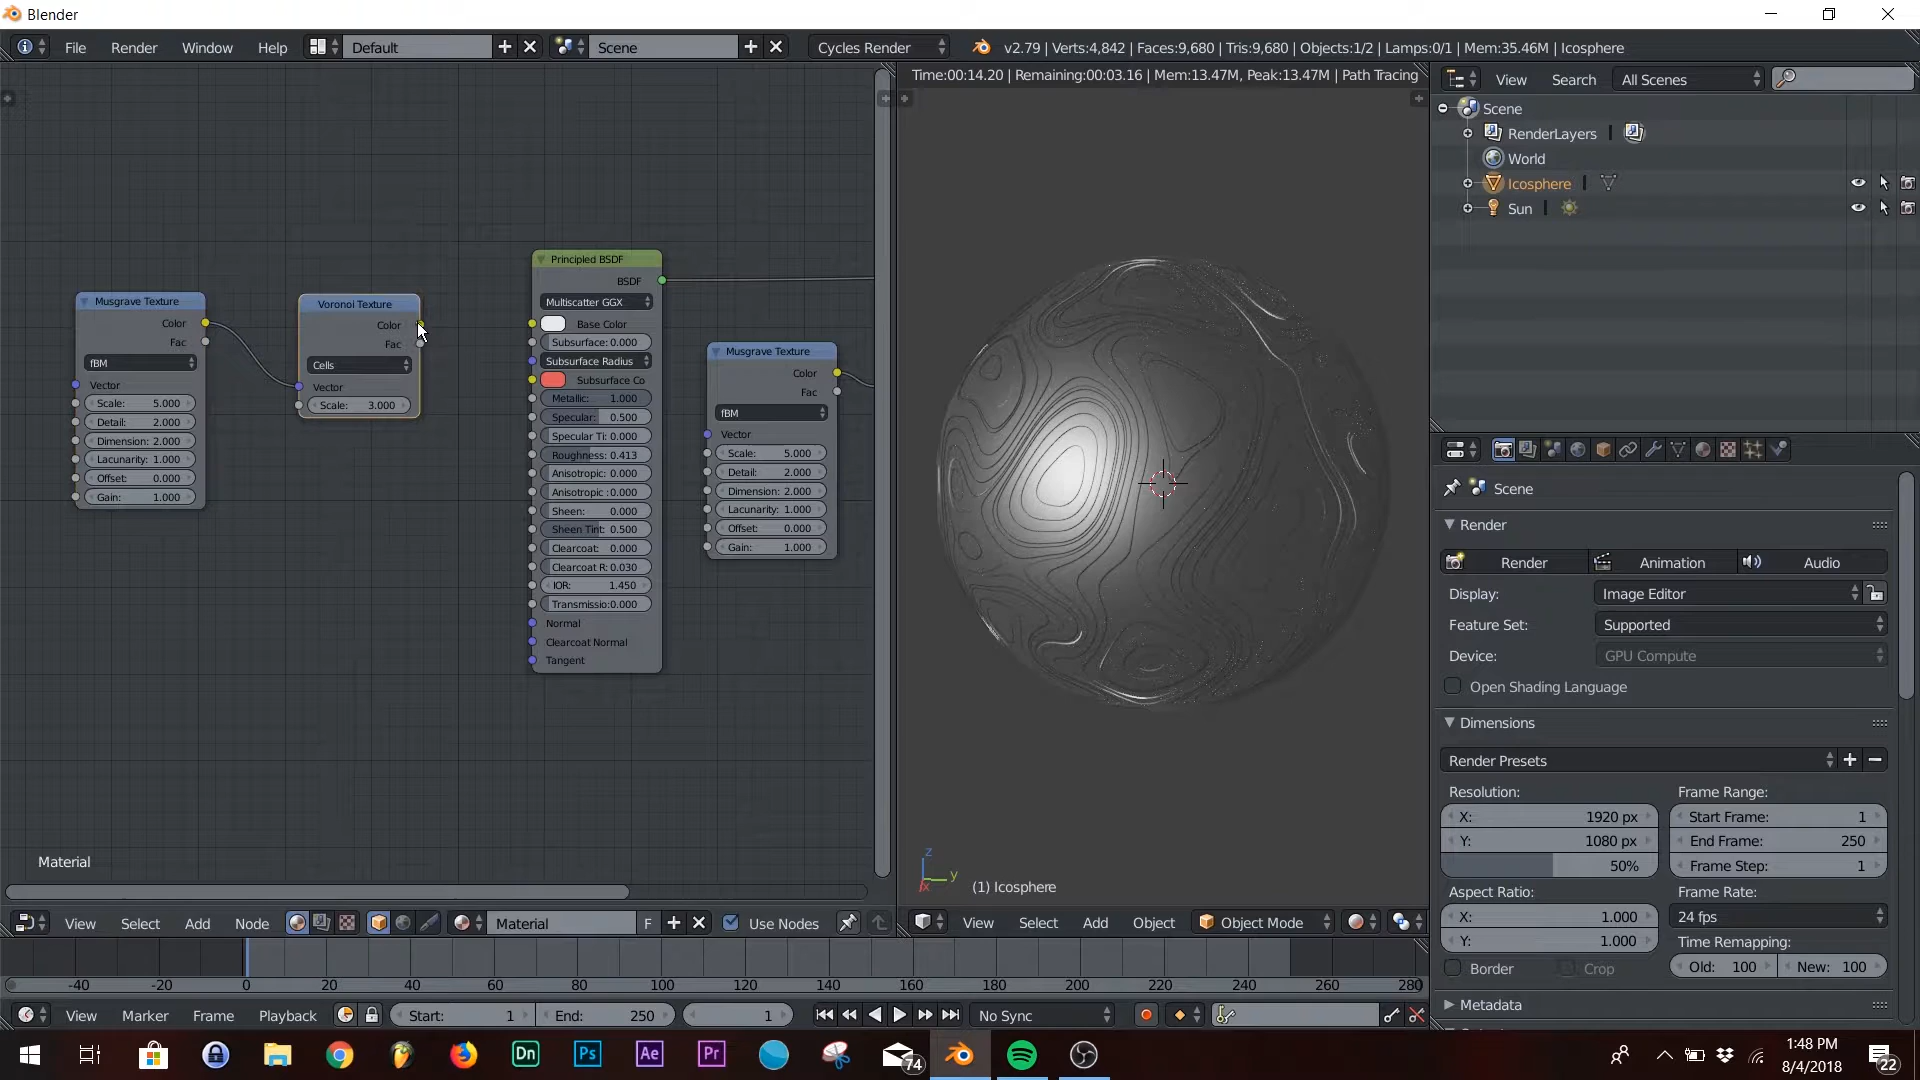 Blender
File Render Window Help Default Scene Cycles Render v2.79 | Verts:4,842 | Faces:9,680 | Tris:9,680 | Objects:1/2 | Lamps:0/1 | Mem:35.46M | Icosphere
Time:00:14.20 | Remaining:00:03.16 | Mem:13.47M, Peak:13.47M | Path Tracing
View Search All Scenes
Scene
RenderLayers
World
Icosphere
Sun
Musgrave Texture
Color
Fac
fBM
Vector
Scale: 5.000
Detail: 2.000
Dimension: 2.000
Lacunarity: 1.000
Offset: 0.000
Gain: 1.000
Voronoi Texture
Color
Fac
Cells
Vector
Scale: 3.000
Principled BSDF
BSDF
Multiscatter GGX
Base Color
Subsurface: 0.000
Subsurface Radius
Subsurface Co
Metallic: 1.000
Specular: 0.500
Specular Ti: 0.000
Roughness: 0.413
Anisotropic: 0.000
Anisotropic : 0.000
Sheen: 0.000
Sheen Tint: 0.500
Clearcoat: 0.000
Clearcoat R: 0.030
IOR: 1.450
Transmissio: 0.000
Normal
Clearcoat Normal
Tangent
Musgrave Texture
Color
Fac
fBM
Vector
Scale: 5.000
Detail: 2.000
Dimension: 2.000
Lacunarity: 1.000
Offset: 0.000
Gain: 1.000
Material
z
y
x
(1) Icosphere
Scene
Render
Render Animation Audio
Display: Image Editor
Feature Set: Supported
Device: GPU Compute
Open Shading Language
Dimensions
Render Presets
Resolution: Frame Range:
X: 1920 px Start Frame: 1
Y: 1080 px End Frame: 250
50% Frame Step: 1
Aspect Ratio: Frame Rate:
X: 1.000 24 fps
Y: 1.000 Time Remapping:
Border Crop Old: 100 New: 100
Metadata
View Select Add Node Material F Use Nodes
View Select Add Object Object Mode
-40 -20 0 20 40 60 80 100 120 140 160 180 200 220 240 260 280
View Marker Frame Playback Start: 1 End: 250 1 No Sync
Dn Ps Ae Pr 74
1:48 PM
8/4/2018
22